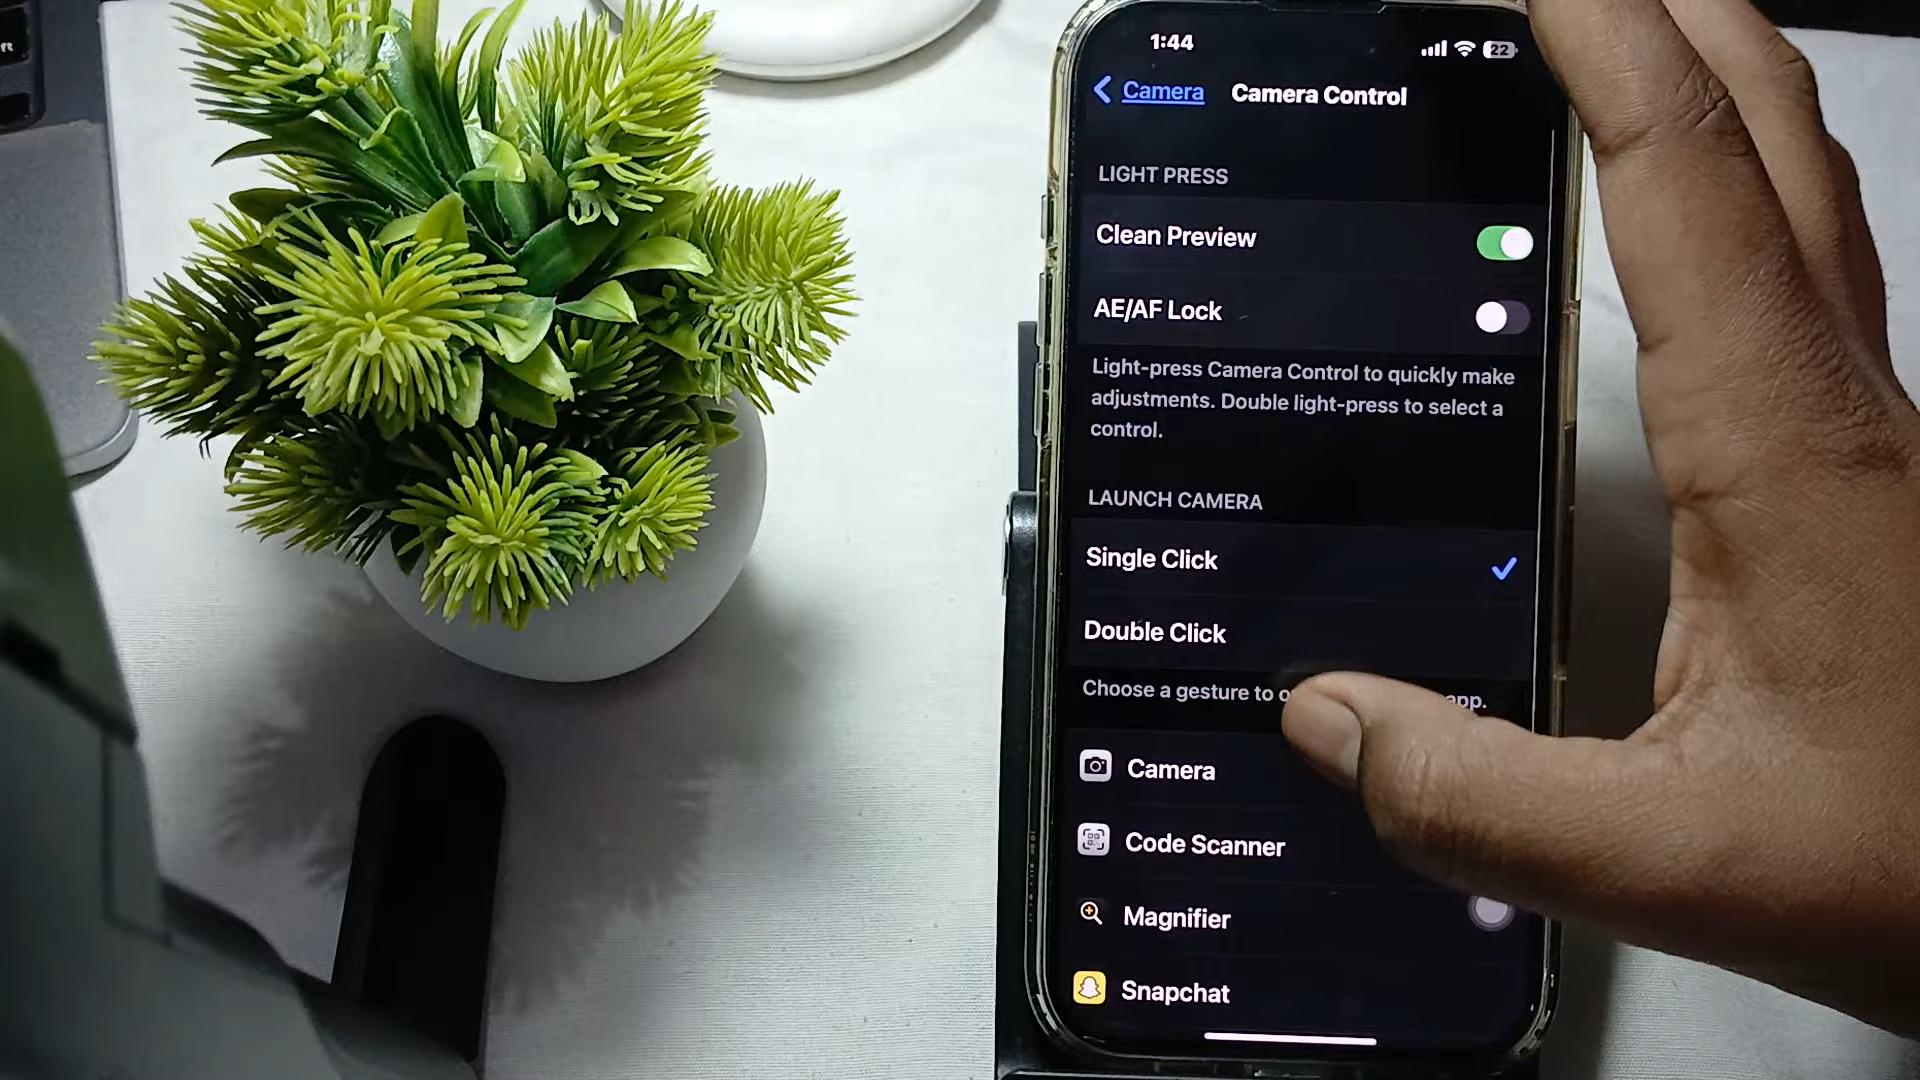 ft
1:44
22
Camera
Camera Control
LIGHT PRESS
Clean Preview
AE/AF Lock
Light-press Camera Control to quickly make
adjustments. Double light-press to select a
control.
LAUNCH CAMERA
Single Click
Double Click
Choose a gesture to app.
Camera
Code Scanner
Magnifier
Snapchat